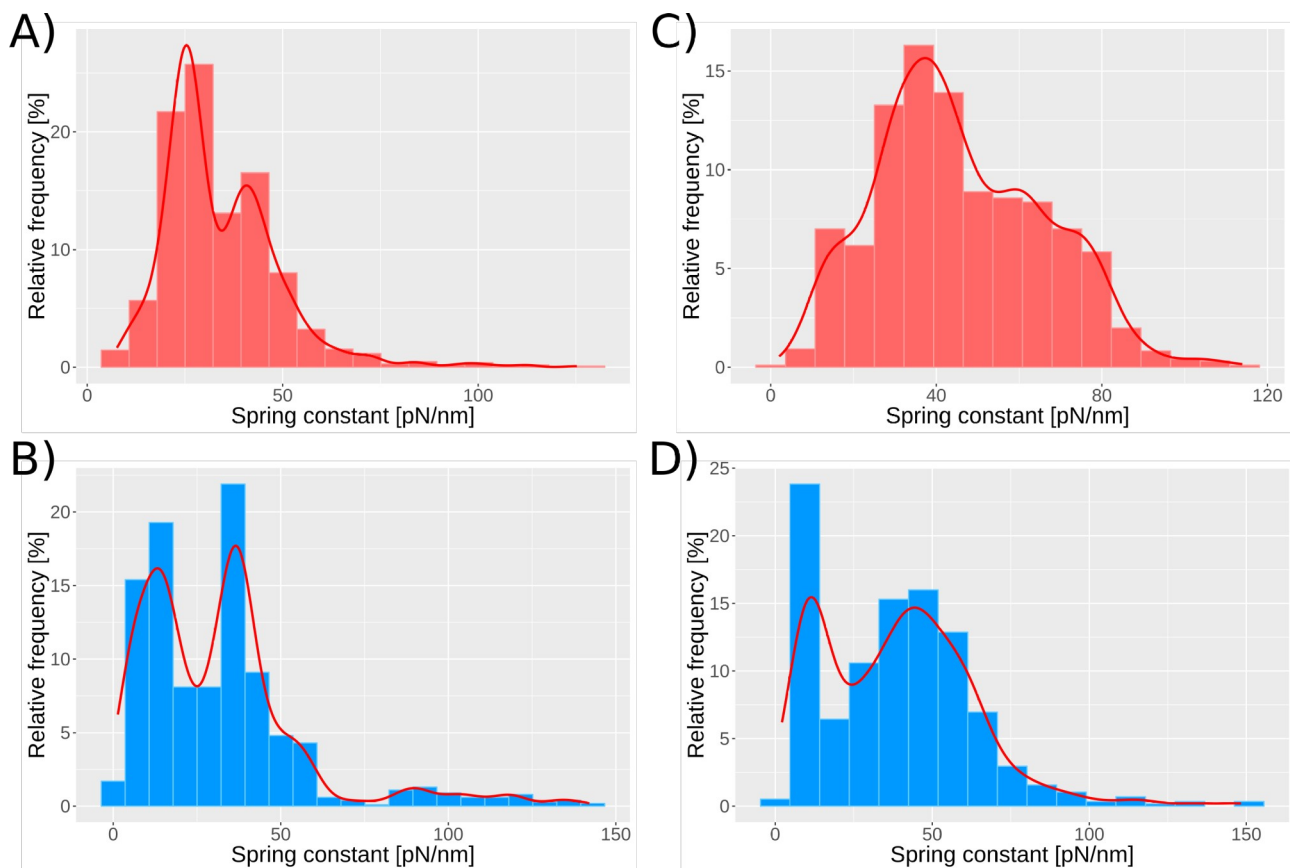 A)
Relative frequency [%]
20
10
0
0 50 100
Spring constant [pN/nm]
C)
Relative frequency [%]
15
10
5
0
0 40 80 120
Spring constant [pN/nm]
B)
Relative frequency [%]
20
15
10
5
0
0 50 100 150
Spring constant [pN/nm]
D)
Relative frequency [%]
25
20
15
10
5
0
0 50 100 150
Spring constant [pN/nm]